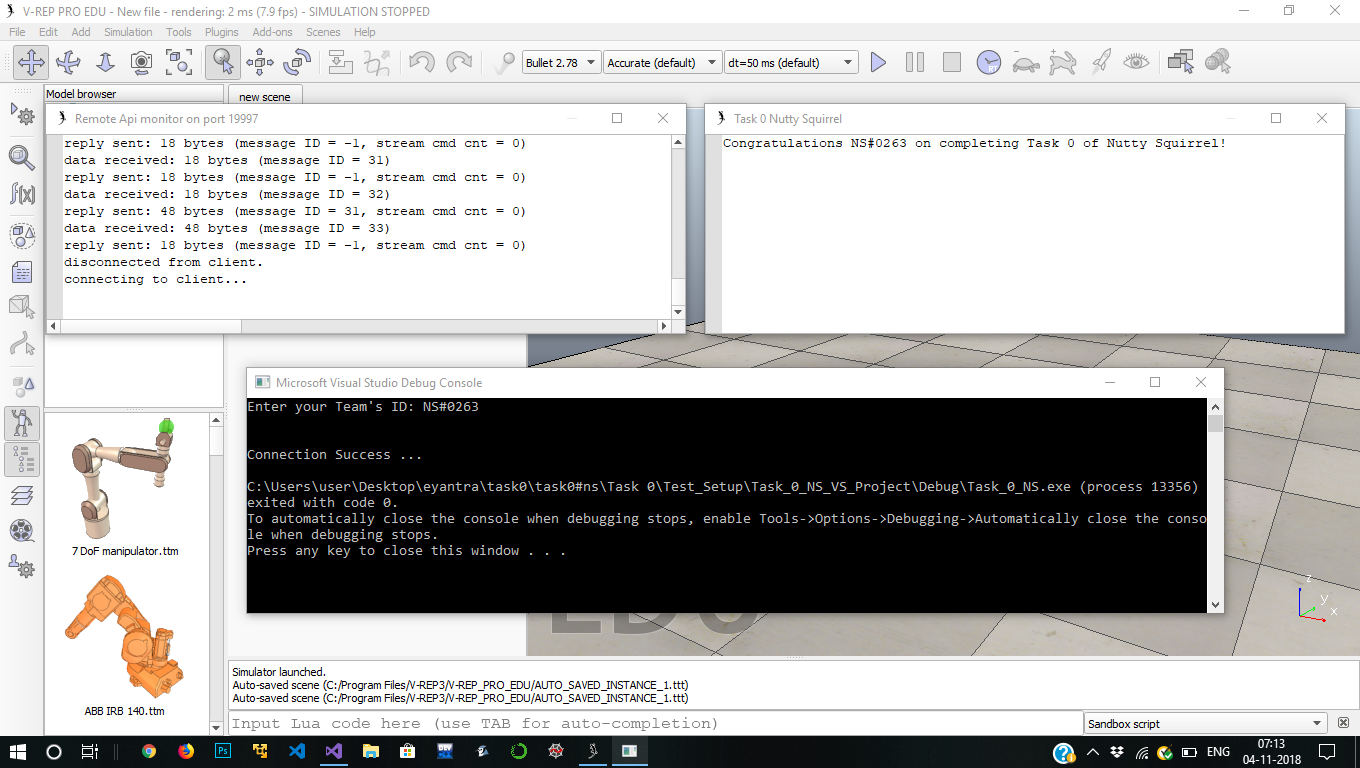 V-REP PRO EDU - New file - rendering: 2 ms (7.9 fps) - SIMULATION STOPPED
File Edit Add Simulation Tools Plugins Add-ons Scenes Help
Bullet 2.78 Accurate (default) dt=50 ms (default)
RT
Model browser
new scene
f(x)
Remote Api monitor on port 19997
reply sent: 18 bytes (message ID = -1, stream cmd cnt = 0)
data received: 18 bytes (message ID = 31)
reply sent: 18 bytes (message ID = -1, stream cmd cnt = 0)
data received: 18 bytes (message ID = 32)
reply sent: 48 bytes (message ID = 31, stream cmd cnt = 0)
data received: 48 bytes (message ID = 33)
reply sent: 18 bytes (message ID = -1, stream cmd cnt = 0)
disconnected from client.
connecting to client...
Task 0 Nutty Squirrel
Congratulations NS#0263 on completing Task 0 of Nutty Squirrel!
Microsoft Visual Studio Debug Console
Enter your Team's ID: NS#0263
Connection Success ...
C:\Users\user\Desktop\eyantra\task0\task0#ns\Task 0\Test_Setup\Task_0_NS_VS_Project\Debug\Task_0_NS.exe (process 13356)
exited with code 0.
To automatically close the console when debugging stops, enable Tools->Options->Debugging->Automatically close the conso
le when debugging stops.
Press any key to close this window . . .
7 DoF manipulator.ttm
ABB IRB 140.ttm
EDU
z
y
x
Simulator launched.
Auto-saved scene (C:/Program Files/V-REP3/V-REP_PRO_EDU/AUTO_SAVED_INSTANCE_1.ttt)
Auto-saved scene (C:/Program Files/V-REP3/V-REP_PRO_EDU/AUTO_SAVED_INSTANCE_1.ttt)
Input Lua code here (use TAB for auto-completion)
Sandbox script
Ps
DEV
ENG
07:13
04-11-2018